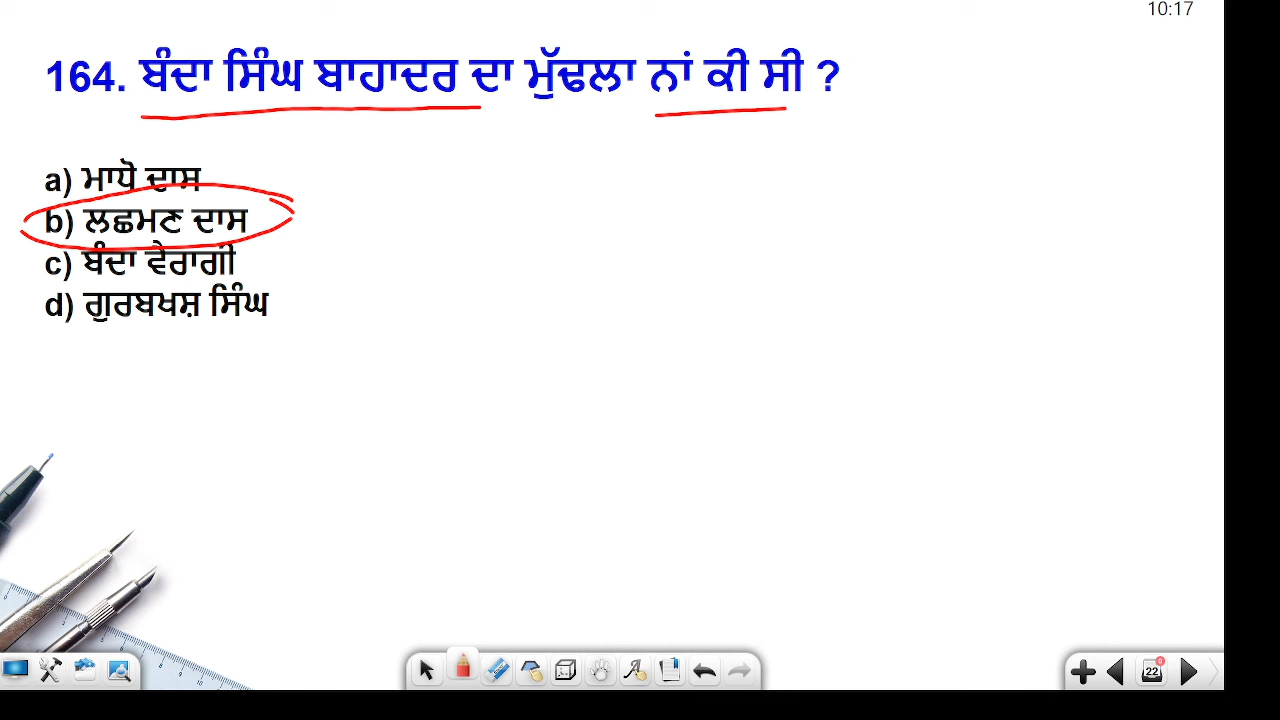 10:17
164. ਬੰਦਾ ਸਿੰਘ ਬਾਹਾਦਰ ਦਾ ਮੁੱਢਲਾ ਨਾਂ ਕੀ ਸੀ ?
a) ਮਾਧੋ ਦਾਸ
b) ਲਛਮਣ ਦਾਸ
c) ਬੰਦਾ ਵੇਰਾਗੀ
d) ਗੁਰਬਖਸ਼ ਸਿੰਘ
22